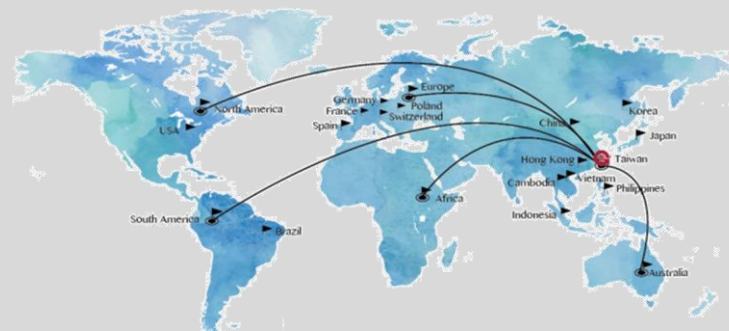 Europe
Germany
Poland
North America
France
Switzerland
Korea
USA
Spain
China
Japan
Hong Kong
Taiwan
Cambodia
Vietnam
Philippines
Africa
South America
Indonesia
Brazil
Australia